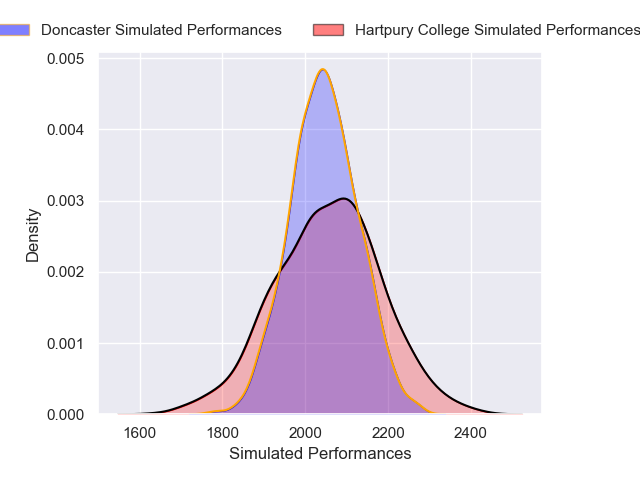 Doncaster Simulated Performances Hartpury College Simulated Performances
0.005
0.004
0.003
0.002
0.001
0.000
1600 1800 2000 2200 2400
Density
Simulated Performances